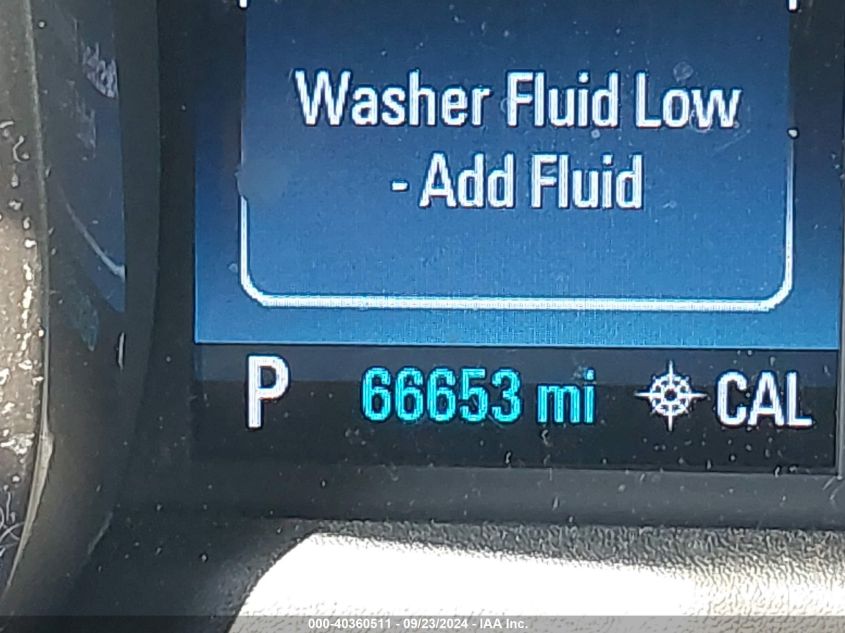 Washer Fluid Low
- Add Fluid
P 66653 mi CAL
000-40360511 - 09/23/2024 - IAA Inc.